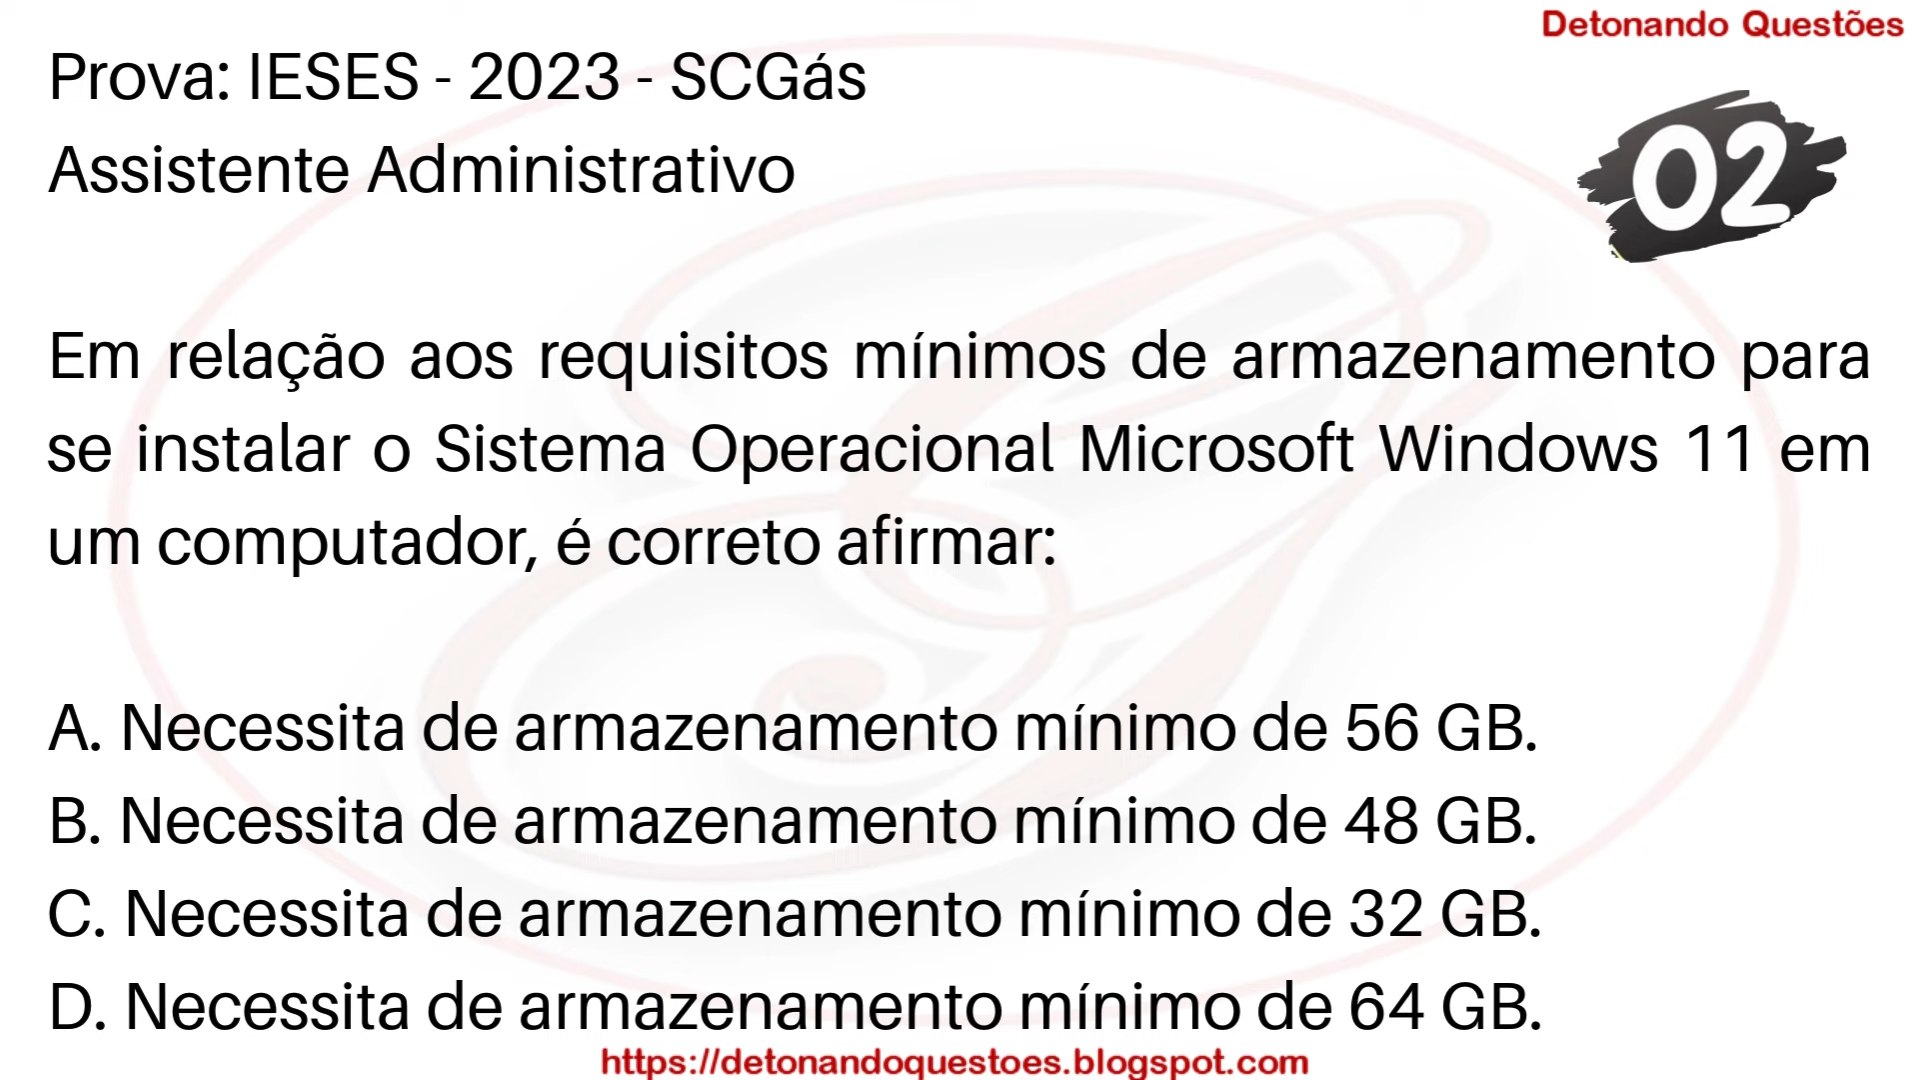 Detonando Questões
Prova: IESES - 2023 - SCGás
Assistente Administrativo
02
Em relação aos requisitos mínimos de armazenamento para
se instalar o Sistema Operacional Microsoft Windows 11 em
um computador, é correto afirmar:
A. Necessita de armazenamento mínimo de 56 GB.
B. Necessita de armazenamento mínimo de 48 GB.
C. Necessita de armazenamento mínimo de 32 GB.
D. Necessita de armazenamento mínimo de 64 GB.
https://detonandoquestoes.blogspot.com